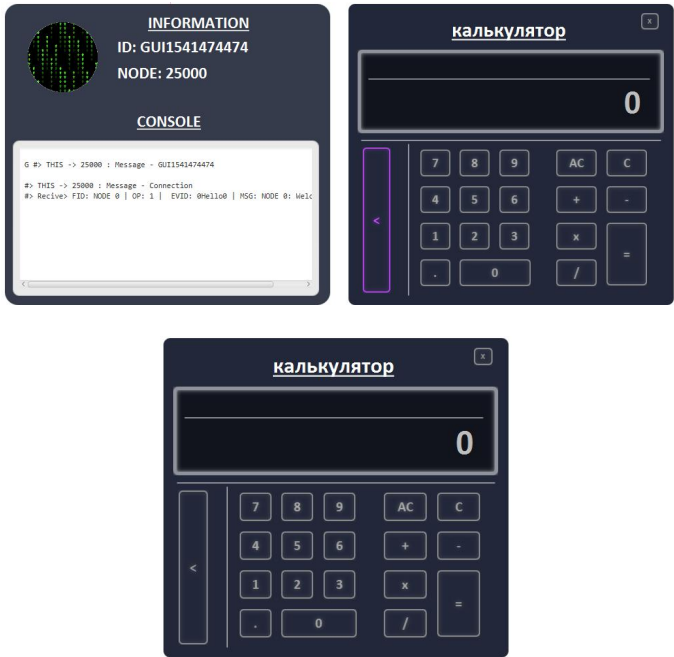 INFORMATION
ID: GUI1541474474
NODE: 25000
CONSOLE
G #> THIS -> 25000 : Message - GUI1541474474
#> THIS -> 25000 : Message - Connection
#> Recive> FID: NODE 0 | OP: 1 |  EVID: 0Hello0 | MSG: NODE 0: Welc
< >
x
калькулятор
0
7 8 9 AC C
4 5 6 + -
<
1 2 3 x
=
. 0 /
x
калькулятор
0
7 8 9 AC C
4 5 6 + -
<
1 2 3 x
=
. 0 /